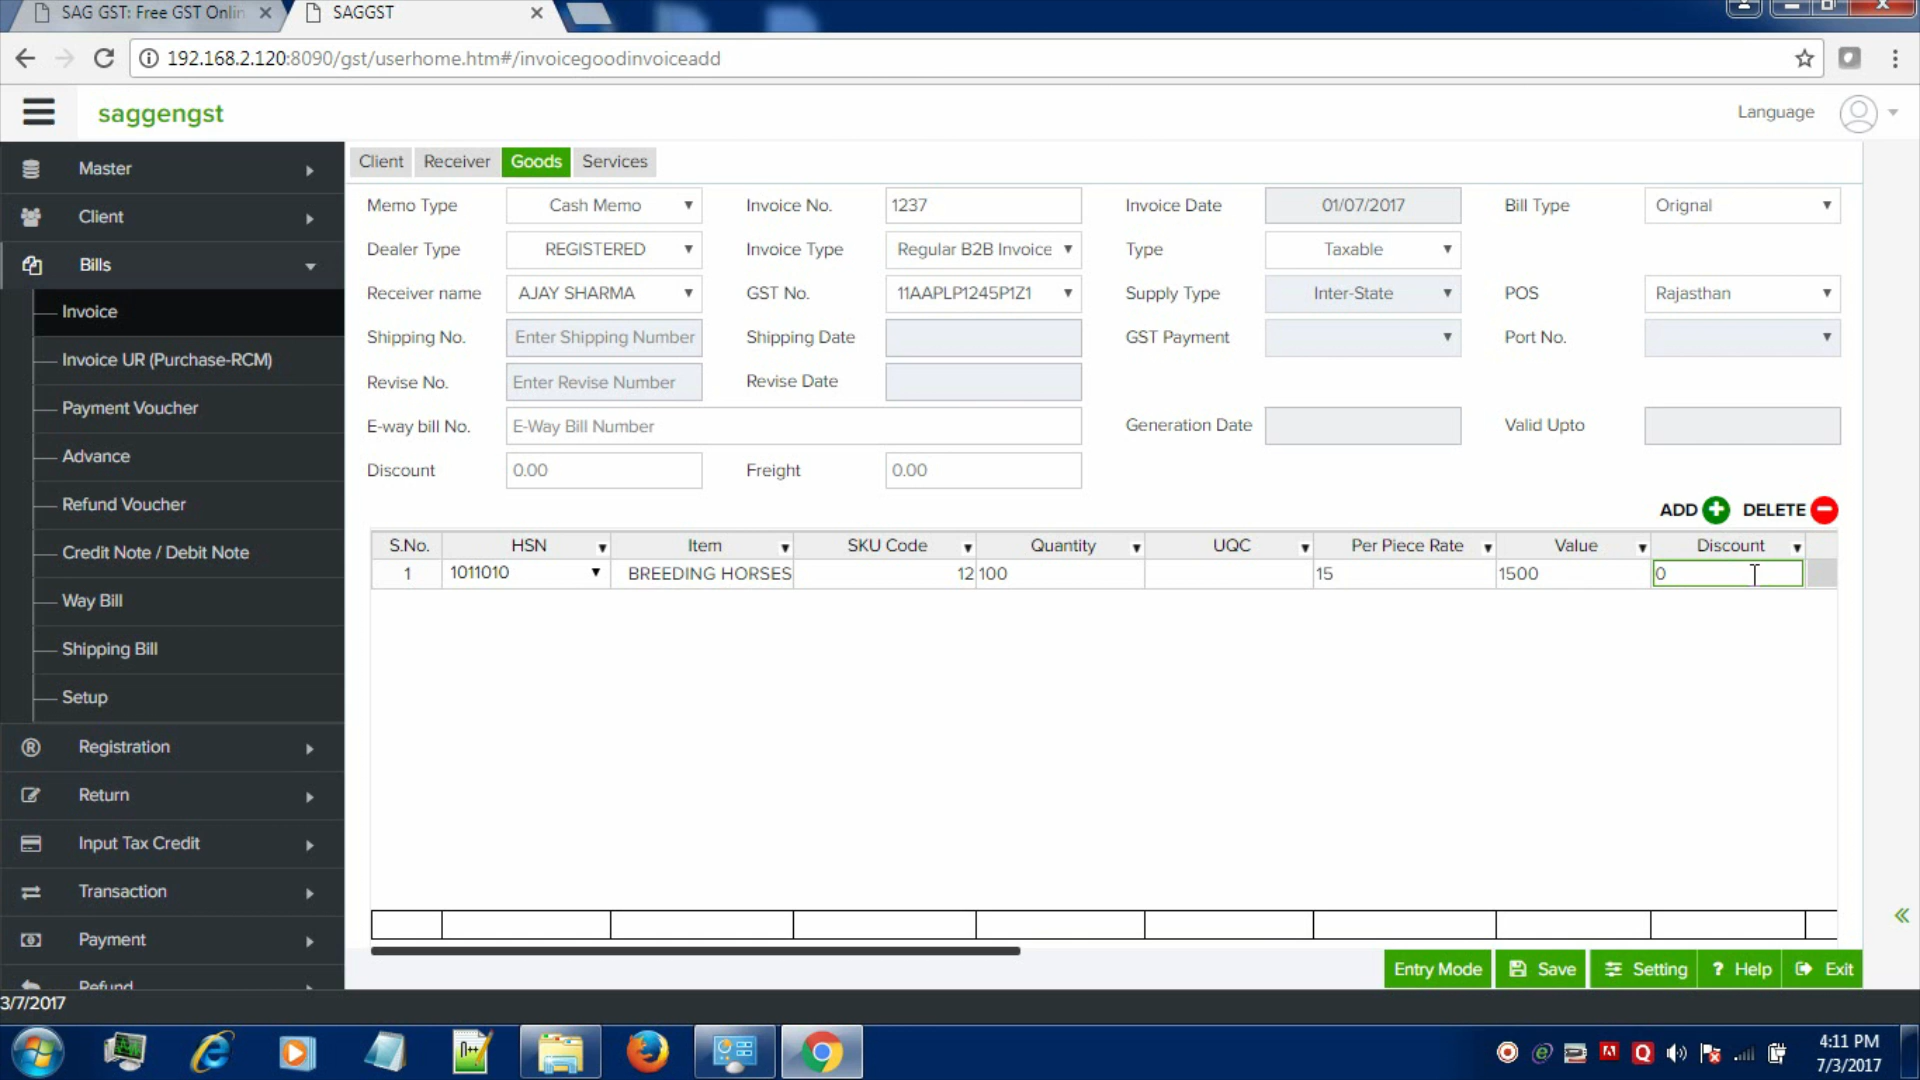 SAG GST: Free GST Onlin
SAGGST
192.168.2.120:8090/gst/userhome.htm#/invoicegoodinvoiceadd
saggengst
Language
Master
Client
Bills
Invoice
Invoice UR (Purchase-RCM)
Payment Voucher
Advance
Refund Voucher
Credit Note / Debit Note
Way Bill
Shipping Bill
Setup
Registration
Return
Input Tax Credit
Transaction
Payment
Refund
Client Receiver Goods Services
Memo Type Cash Memo Invoice No. 1237 Invoice Date 01/07/2017 Bill Type Orignal
Dealer Type REGISTERED Invoice Type Regular B2B Invoice Type Taxable
Receiver name AJAY SHARMA GST No. 11AAPLP1245P1Z1 Supply Type Inter-State POS Rajasthan
Shipping No. Enter Shipping Number Shipping Date GST Payment Port No.
Revise No. Enter Revise Number Revise Date
E-way bill No. E-Way Bill Number Generation Date Valid Upto
Discount 0.00 Freight 0.00
ADD DELETE
S.No. HSN Item SKU Code Quantity UQC Per Piece Rate Value Discount
1 1011010 BREEDING HORSES 12 100 15 1500 0
Entry Mode Save Setting ? Help Exit
3/7/2017
4:11 PM
7/3/2017